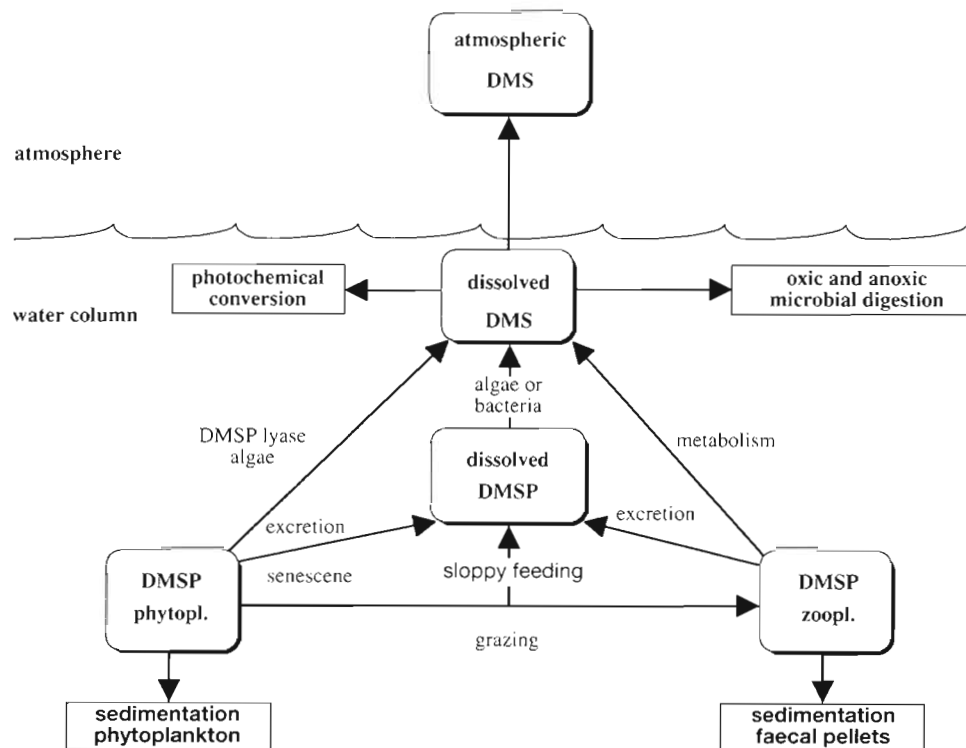 atmospheric
DMS
atmosphere
photochemical
conversion
dissolved
DMS
oxic and anoxic
microbial digestion
water column
algae or
bacteria
DMSP lyase
algae
metabolism
dissolved
DMSP
excretion
excretion
senescene
sloppy feeding
DMSP
phytopl.
DMSP
zoopl.
grazing
sedimentation
phytoplankton
sedimentation
faecal pellets